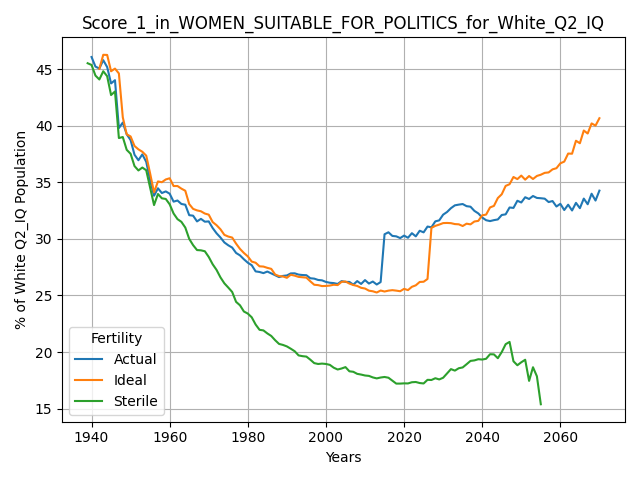 Score_1_in_WOMEN_SUITABLE_FOR_POLITICS_for_White_Q2_IQ
% of White Q2_IQ Population
45
40
35
30
25
20
15
Fertility
Actual
Ideal
Sterile
1940 1960 1980 2000 2020 2040 2060
Years